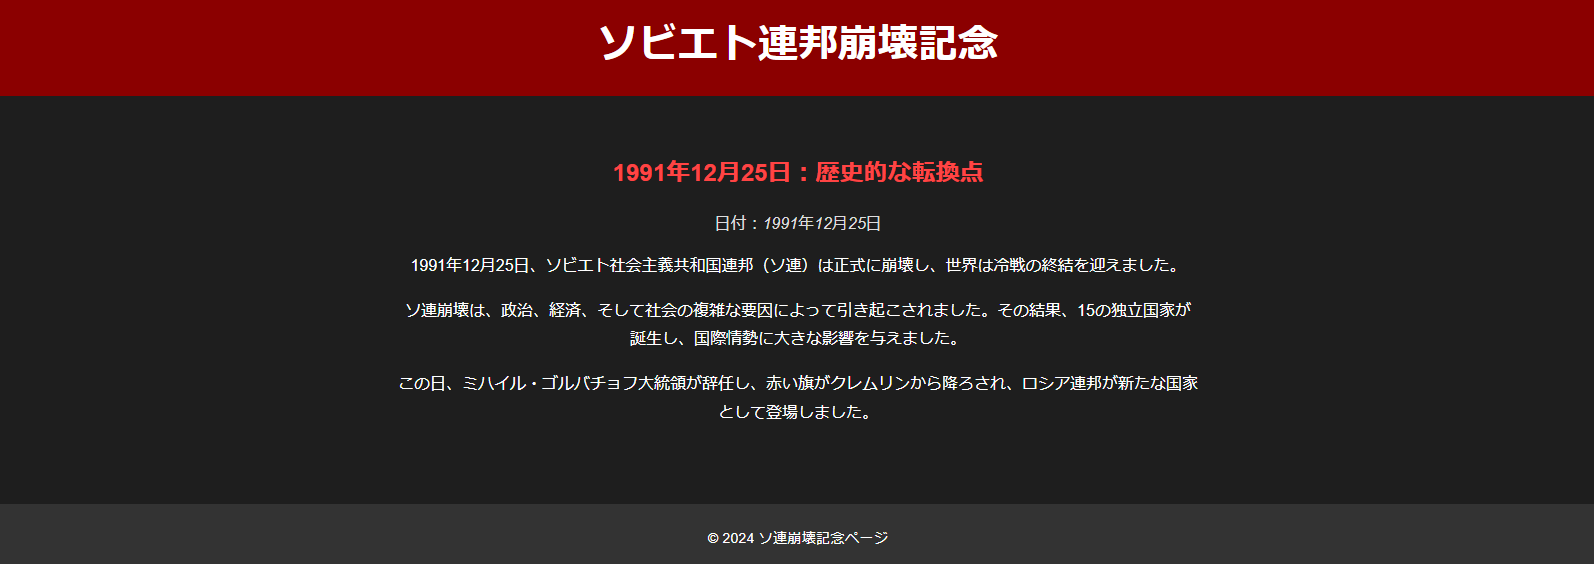 ソビエト連邦崩壊記念
1991年12月25日：歴史的な転換点
日付：1991年12月25日
1991年12月25日、ソビエト社会主義共和国連邦（ソ連）は正式に崩壊し、世界は冷戦の終結を迎えました。
ソ連崩壊は、政治、経済、そして社会の複雑な要因によって引き起こされました。その結果、15の独立国家が
誕生し、国際情勢に大きな影響を与えました。
この日、ミハイル・ゴルバチョフ大統領が辞任し、赤い旗がクレムリンから降ろされ、ロシア連邦が新たな国家
として登場しました。
© 2024 ソ連崩壊記念ページ